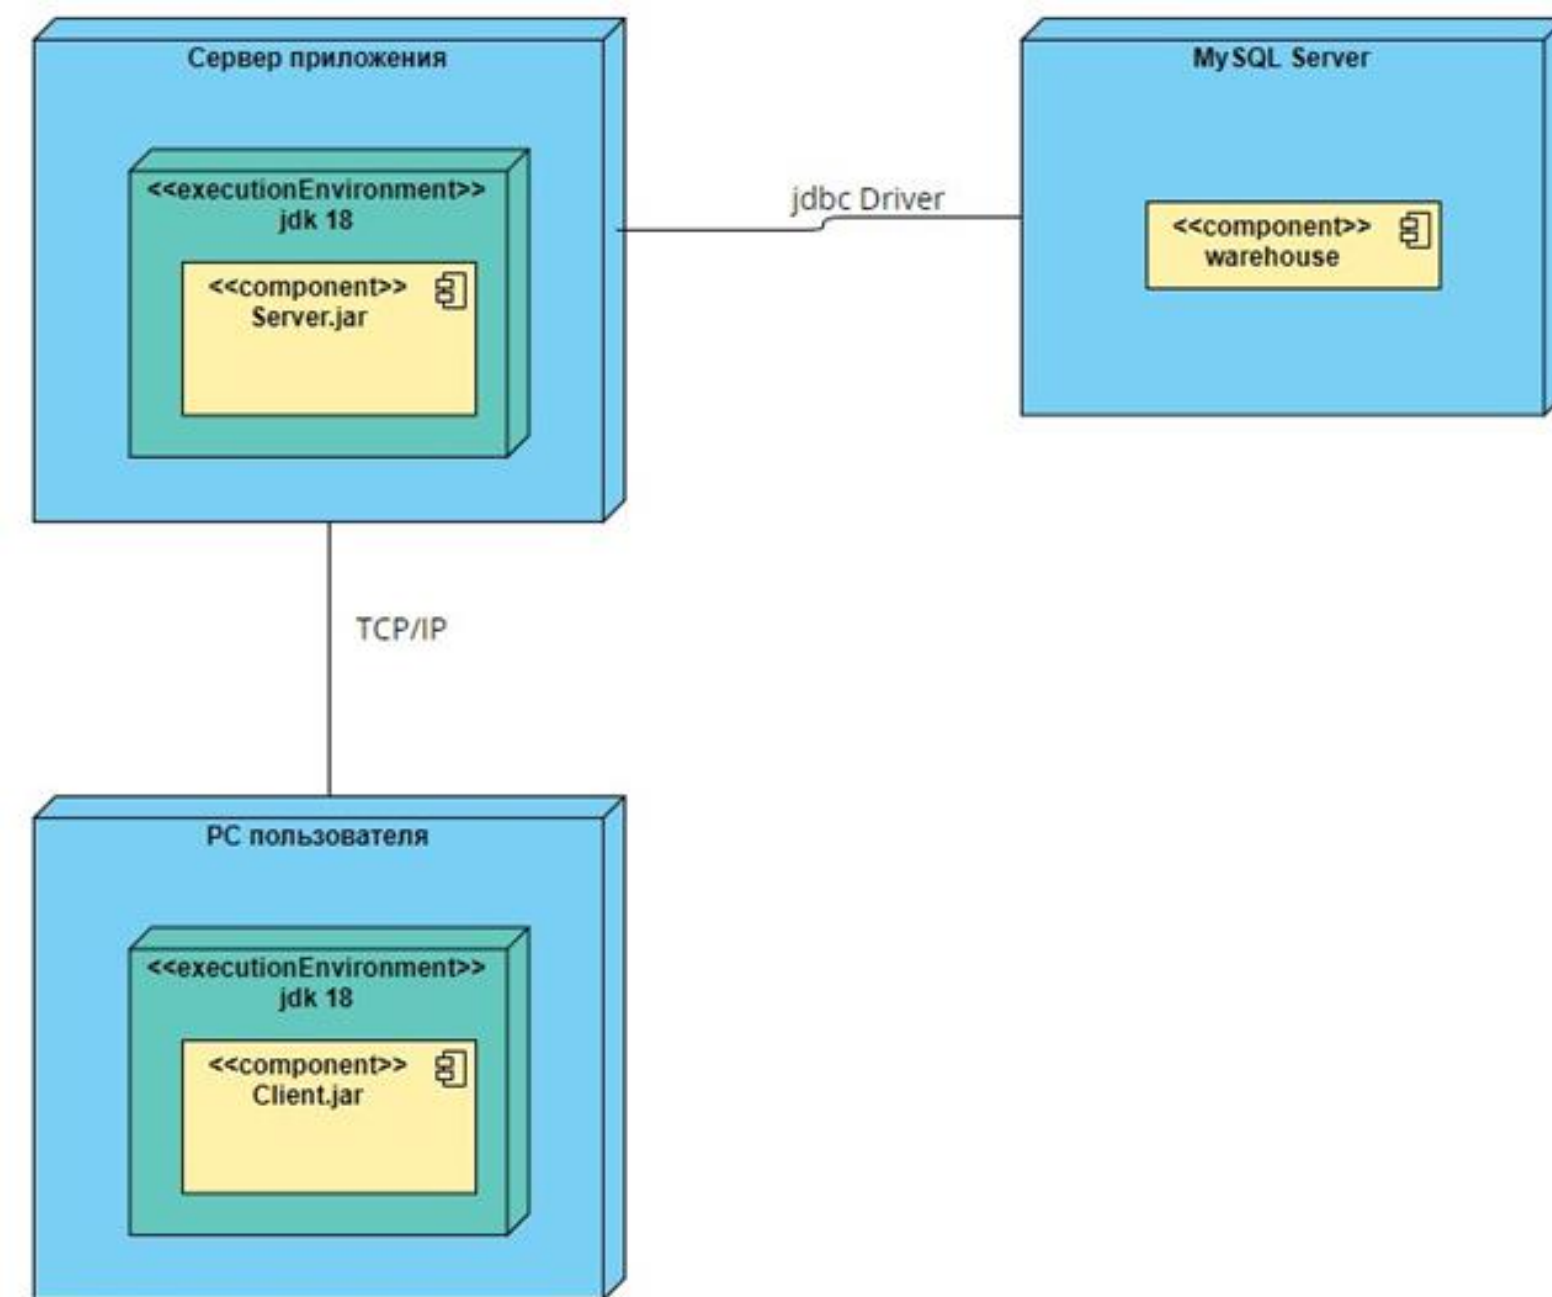 Сервер приложения
<<executionEnvironment>>
jdk 18
<<component>>
Server.jar
jdbc Driver
MySQL Server
<<component>>
warehouse
TCP/IP
PC пользователя
<<executionEnvironment>>
jdk 18
<<component>>
Client.jar